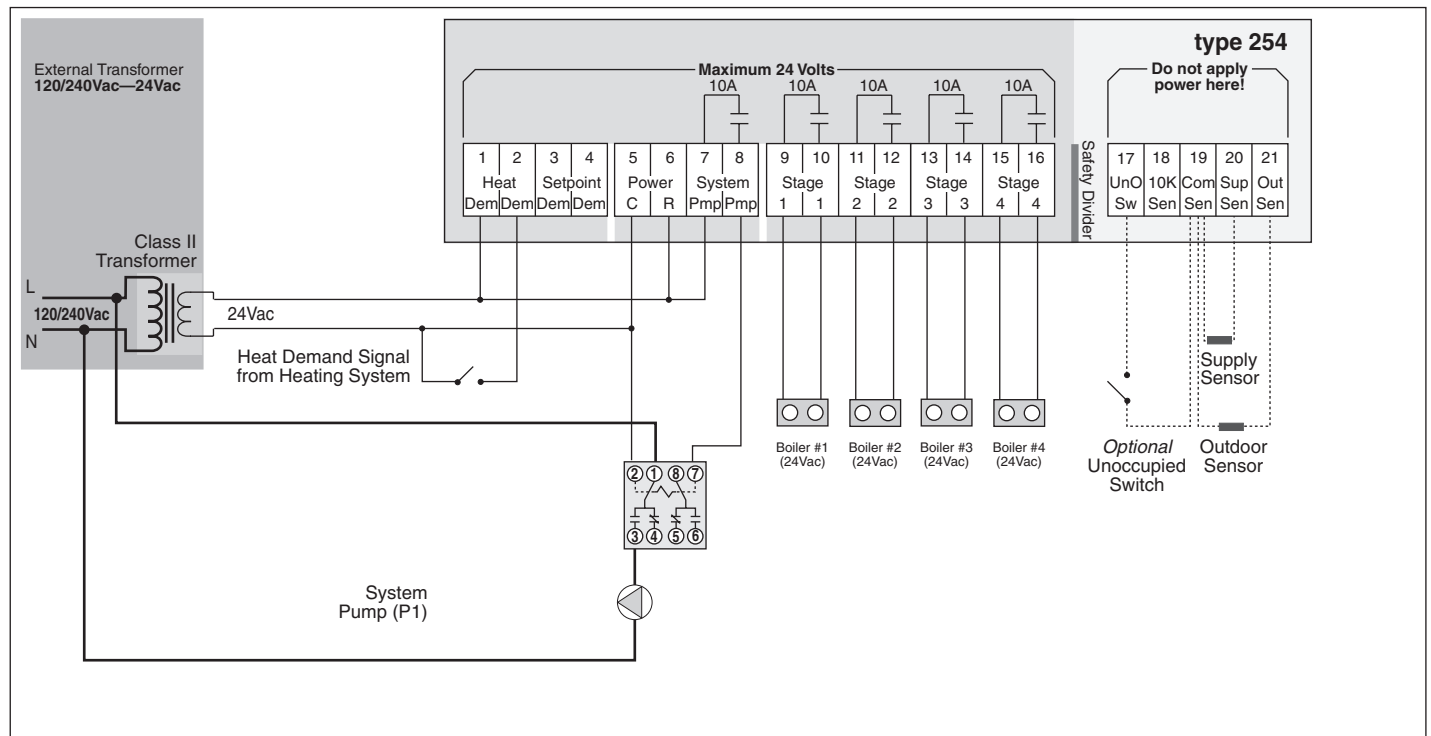 type 254
External Transformer
120/240Vac—24Vac
Maximum 24 Volts
Do not apply
power here!
10A 10A 10A 10A 10A
1 2 3 4 5 6 7 8 9 10 11 12 13 14 15 16 17 18 19 20 21
Heat Setpoint Power System Stage Stage Stage Stage UnO 10K Com Sup Out
Dem Dem Dem Dem C R Pmp Pmp 1 1 2 2 3 3 4 4 Sw Sen Sen Sen Sen
Safety Divider
Class II
Transformer
L
120/240Vac
N
24Vac
Heat Demand Signal
from Heating System
Supply
Sensor
Boiler #1
(24Vac)
Boiler #2
(24Vac)
Boiler #3
(24Vac)
Boiler #4
(24Vac)
Optional
Unoccupied
Switch
Outdoor
Sensor
2 1 8 7
3 4 5 6
System
Pump (P1)